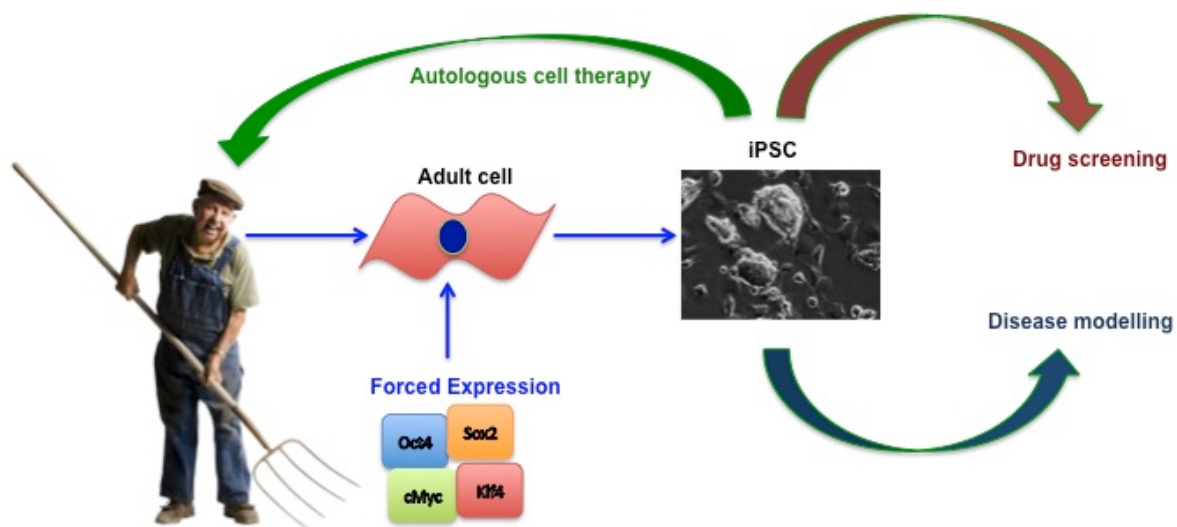 Autologous cell therapy
iPSC
Drug screening
Adult cell
Disease modelling
Forced Expression
Oct4
Sox2
cMyc
Klf4